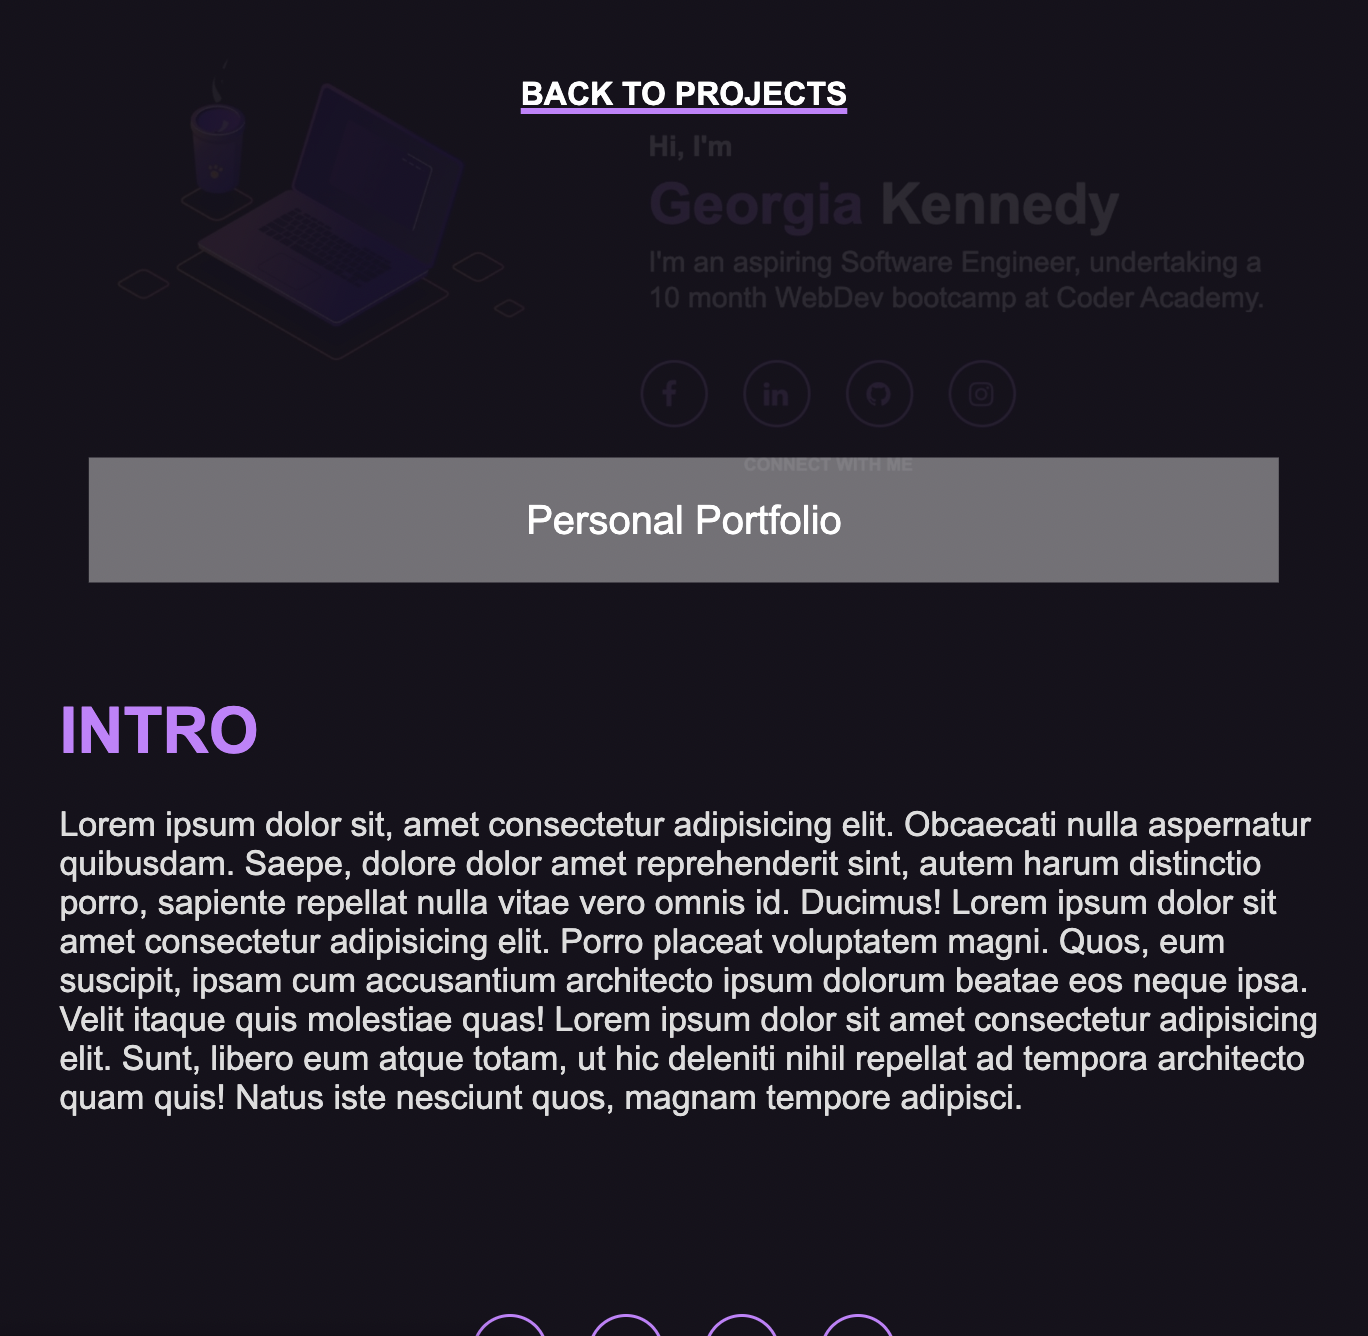 BACK TO PROJECTS
Hi, I'm
Georgia Kennedy
I'm an aspiring Software Engineer, undertaking a
10 month WebDev bootcamp at Coder Academy.
CONNECT WITH ME
Personal Portfolio
INTRO
Lorem ipsum dolor sit, amet consectetur adipisicing elit. Obcaecati nulla aspernatur
quibusdam. Saepe, dolore dolor amet reprehenderit sint, autem harum distinctio
porro, sapiente repellat nulla vitae vero omnis id. Ducimus! Lorem ipsum dolor sit
amet consectetur adipisicing elit. Porro placeat voluptatem magni. Quos, eum
suscipit, ipsam cum accusantium architecto ipsum dolorum beatae eos neque ipsa.
Velit itaque quis molestiae quas! Lorem ipsum dolor sit amet consectetur adipisicing
elit. Sunt, libero eum atque totam, ut hic deleniti nihil repellat ad tempora architecto
quam quis! Natus iste nesciunt quos, magnam tempore adipisci.